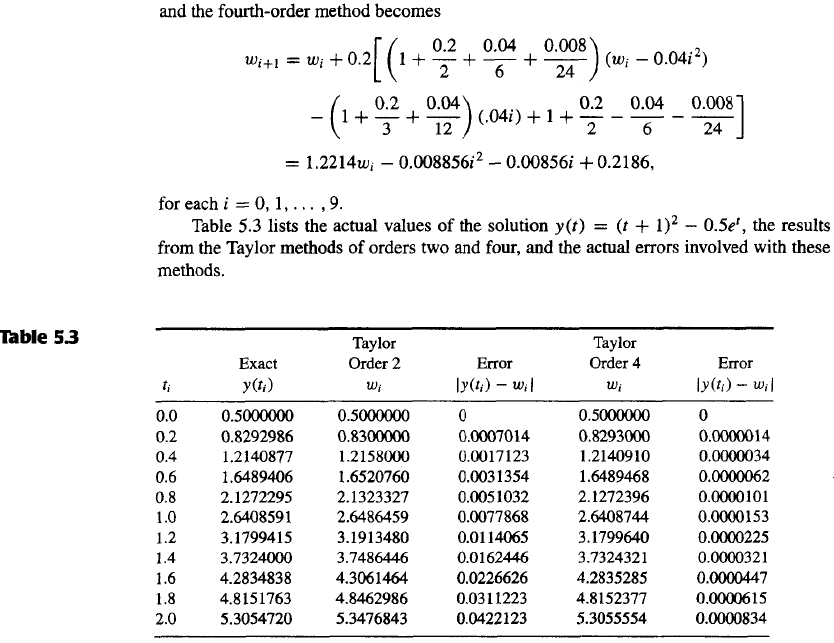 and the fourth-order method becomes
w_{i+1} = w_i + 0.2[(1 + 0.2/2 + 0.04/6 + 0.008/24)(w_i − 0.04i²)
− (1 + 0.2/3 + 0.04/12)(.04i) + 1 + 0.2/2 − 0.04/6 − 0.008/24]
= 1.2214w_i − 0.008856i² − 0.00856i + 0.2186,
for each i = 0, 1, . . . , 9.
Table 5.3 lists the actual values of the solution y(t) = (t + 1)² − 0.5e^t, the results
from the Taylor methods of orders two and four, and the actual errors involved with these
methods.
Table 5.3
Taylor Taylor
Exact Order 2 Error Order 4 Error
t_i y(t_i) w_i |y(t_i) − w_i| w_i |y(t_i) − w_i|
0.0 0.5000000 0.5000000 0 0.5000000 0
0.2 0.8292986 0.8300000 0.0007014 0.8293000 0.0000014
0.4 1.2140877 1.2158000 0.0017123 1.2140910 0.0000034
0.6 1.6489406 1.6520760 0.0031354 1.6489468 0.0000062
0.8 2.1272295 2.1323327 0.0051032 2.1272396 0.0000101
1.0 2.6408591 2.6486459 0.0077868 2.6408744 0.0000153
1.2 3.1799415 3.1913480 0.0114065 3.1799640 0.0000225
1.4 3.7324000 3.7486446 0.0162446 3.7324321 0.0000321
1.6 4.2834838 4.3061464 0.0226626 4.2835285 0.0000447
1.8 4.8151763 4.8462986 0.0311223 4.8152377 0.0000615
2.0 5.3054720 5.3476843 0.0422123 5.3055554 0.0000834